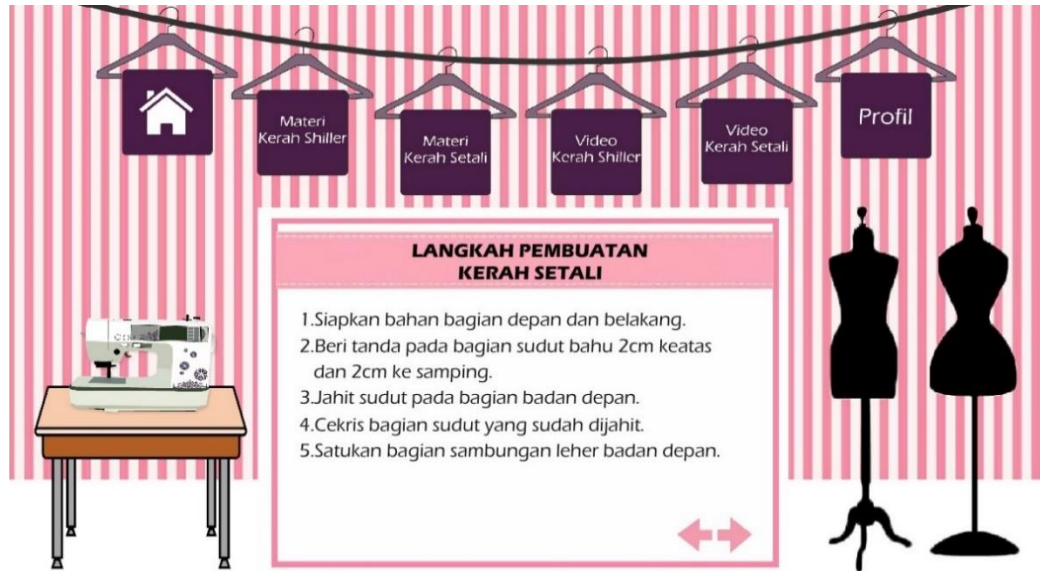 Materi
Kerah Shiller
Materi
Kerah Setali
Video
Kerah Shiller
Video
Kerah Setali
Profil
LANGKAH PEMBUATAN
KERAH SETALI
1.Siapkan bahan bagian depan dan belakang.
2.Beri tanda pada bagian sudut bahu 2cm keatas
dan 2cm ke samping.
3.Jahit sudut pada bagian badan depan.
4.Cekris bagian sudut yang sudah dijahit.
5.Satukan bagian sambungan leher badan depan.